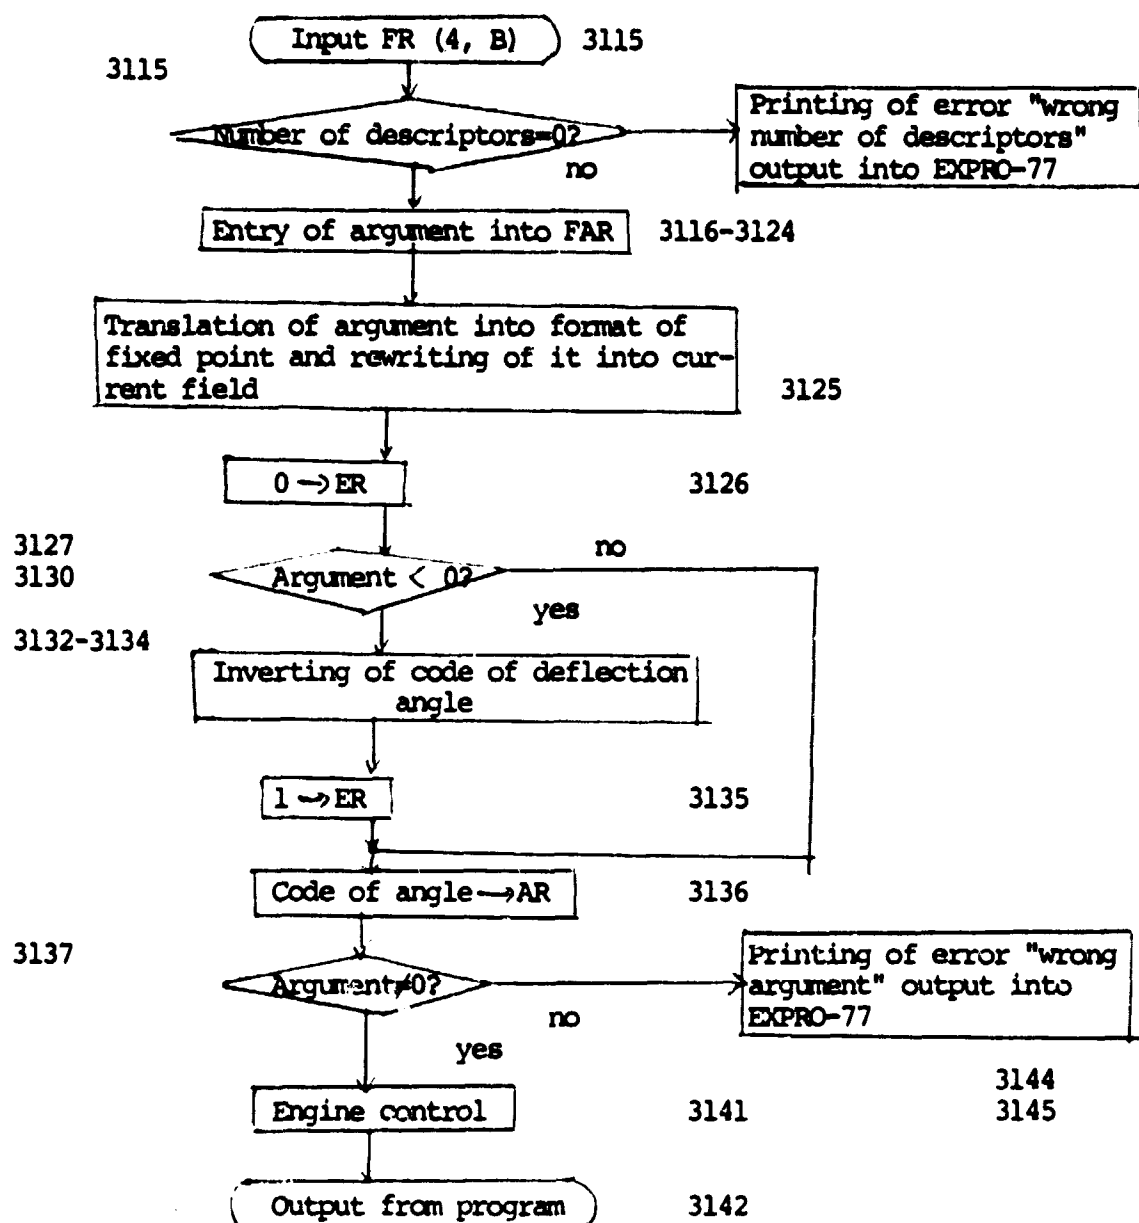 Input FR (4, B) 3115
3115
Number of descriptors=0?
no
Printing of error "wrong
number of descriptors"
output into EXPRO-77
Entry of argument into FAR 3116-3124
Translation of argument into format of
fixed point and rewriting of it into cur-
rent field
3125
0 → ER 3126
3127
3130
Argument < 0?
no
yes
3132-3134
Inverting of code of deflection
angle
1 → ER 3135
Code of angle → AR 3136
3137
Argument≠0?
no
yes
Printing of error "wrong
argument" output into
EXPRO-77
3144
3145
Engine control 3141
Output from program 3142